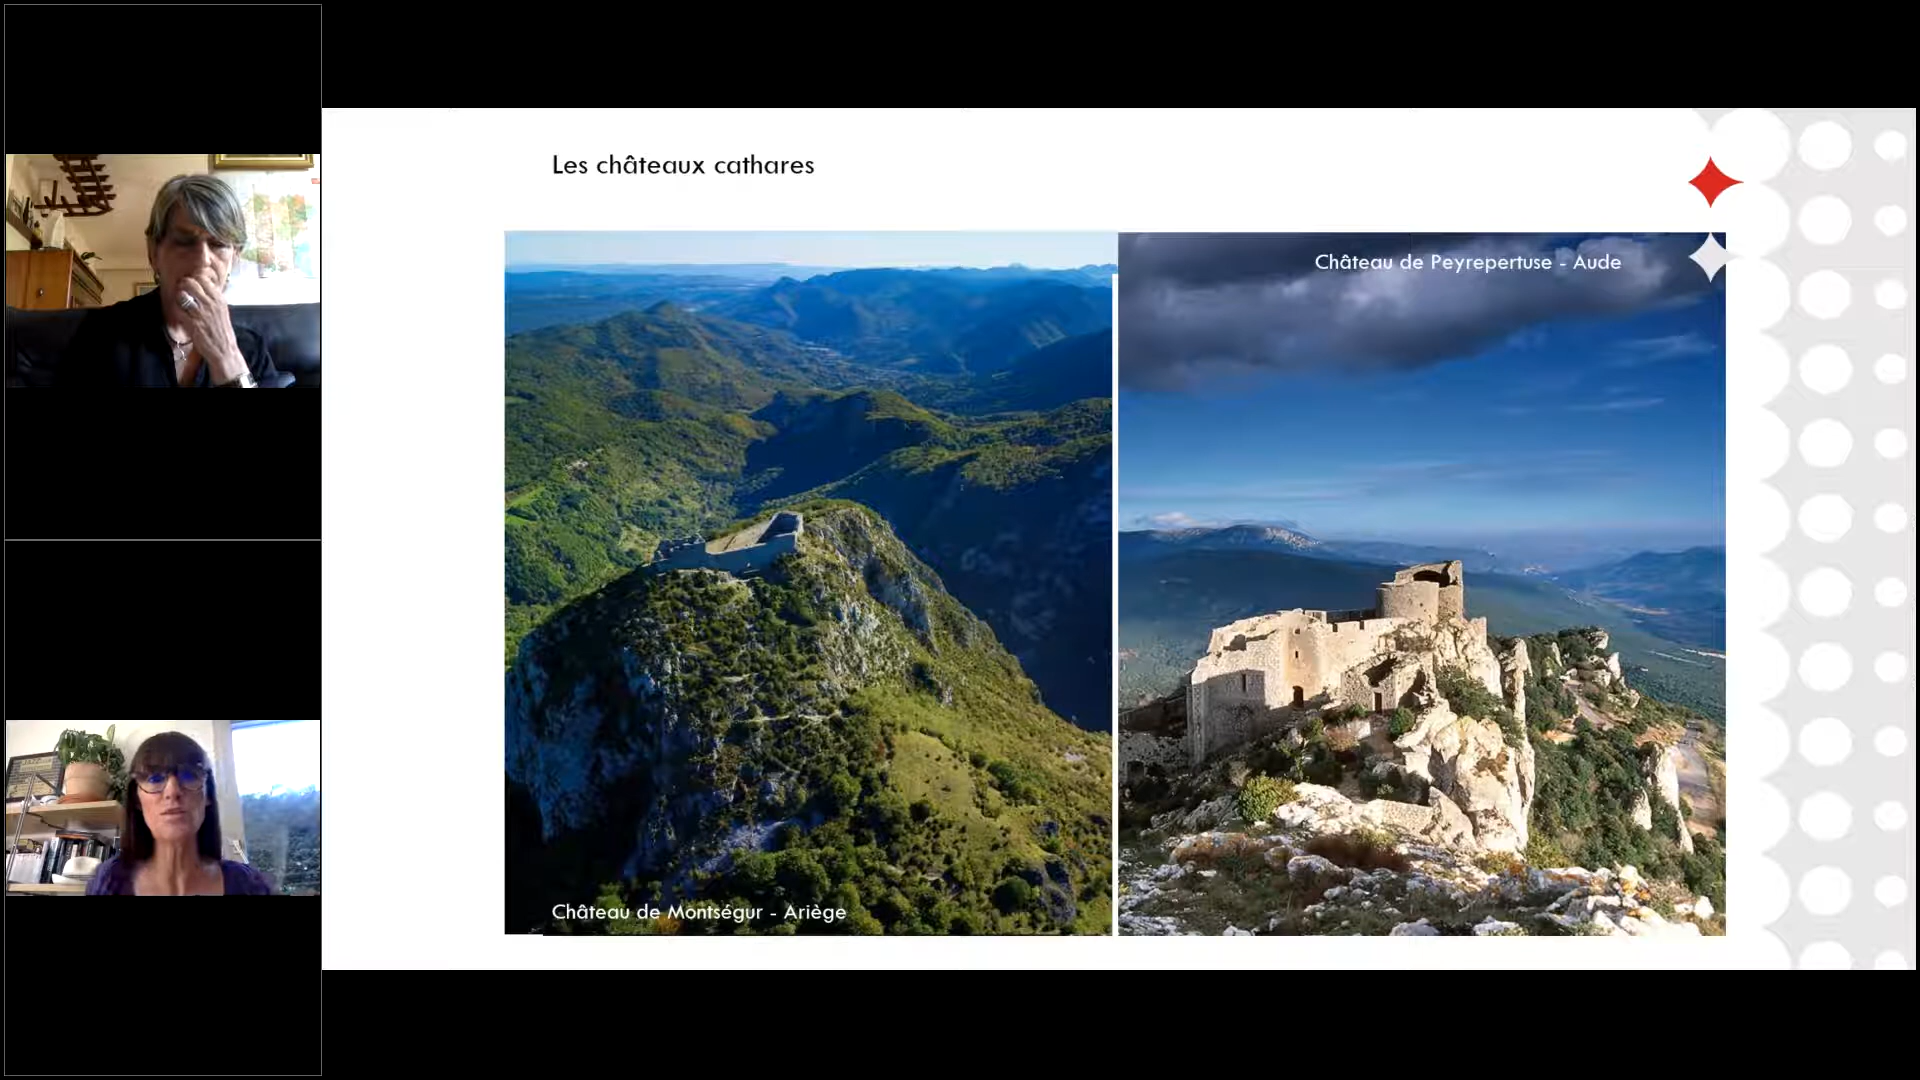 Les châteaux cathares
Château de Peyrepertuse - Aude
Château de Montségur - Ariège